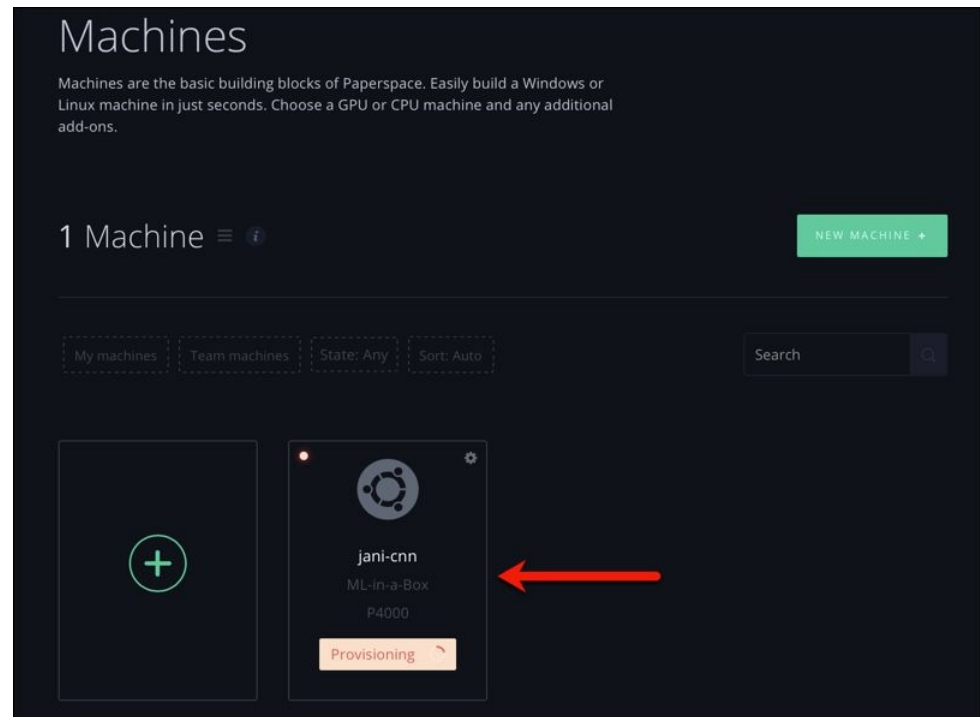 Machines
Machines are the basic building blocks of Paperspace. Easily build a Windows or
Linux machine in just seconds. Choose a GPU or CPU machine and any additional
add-ons.
1 Machine
NEW MACHINE +
My machines Team machines State: Any Sort: Auto
Search
jani-cnn
ML-in-a-Box
P4000
Provisioning